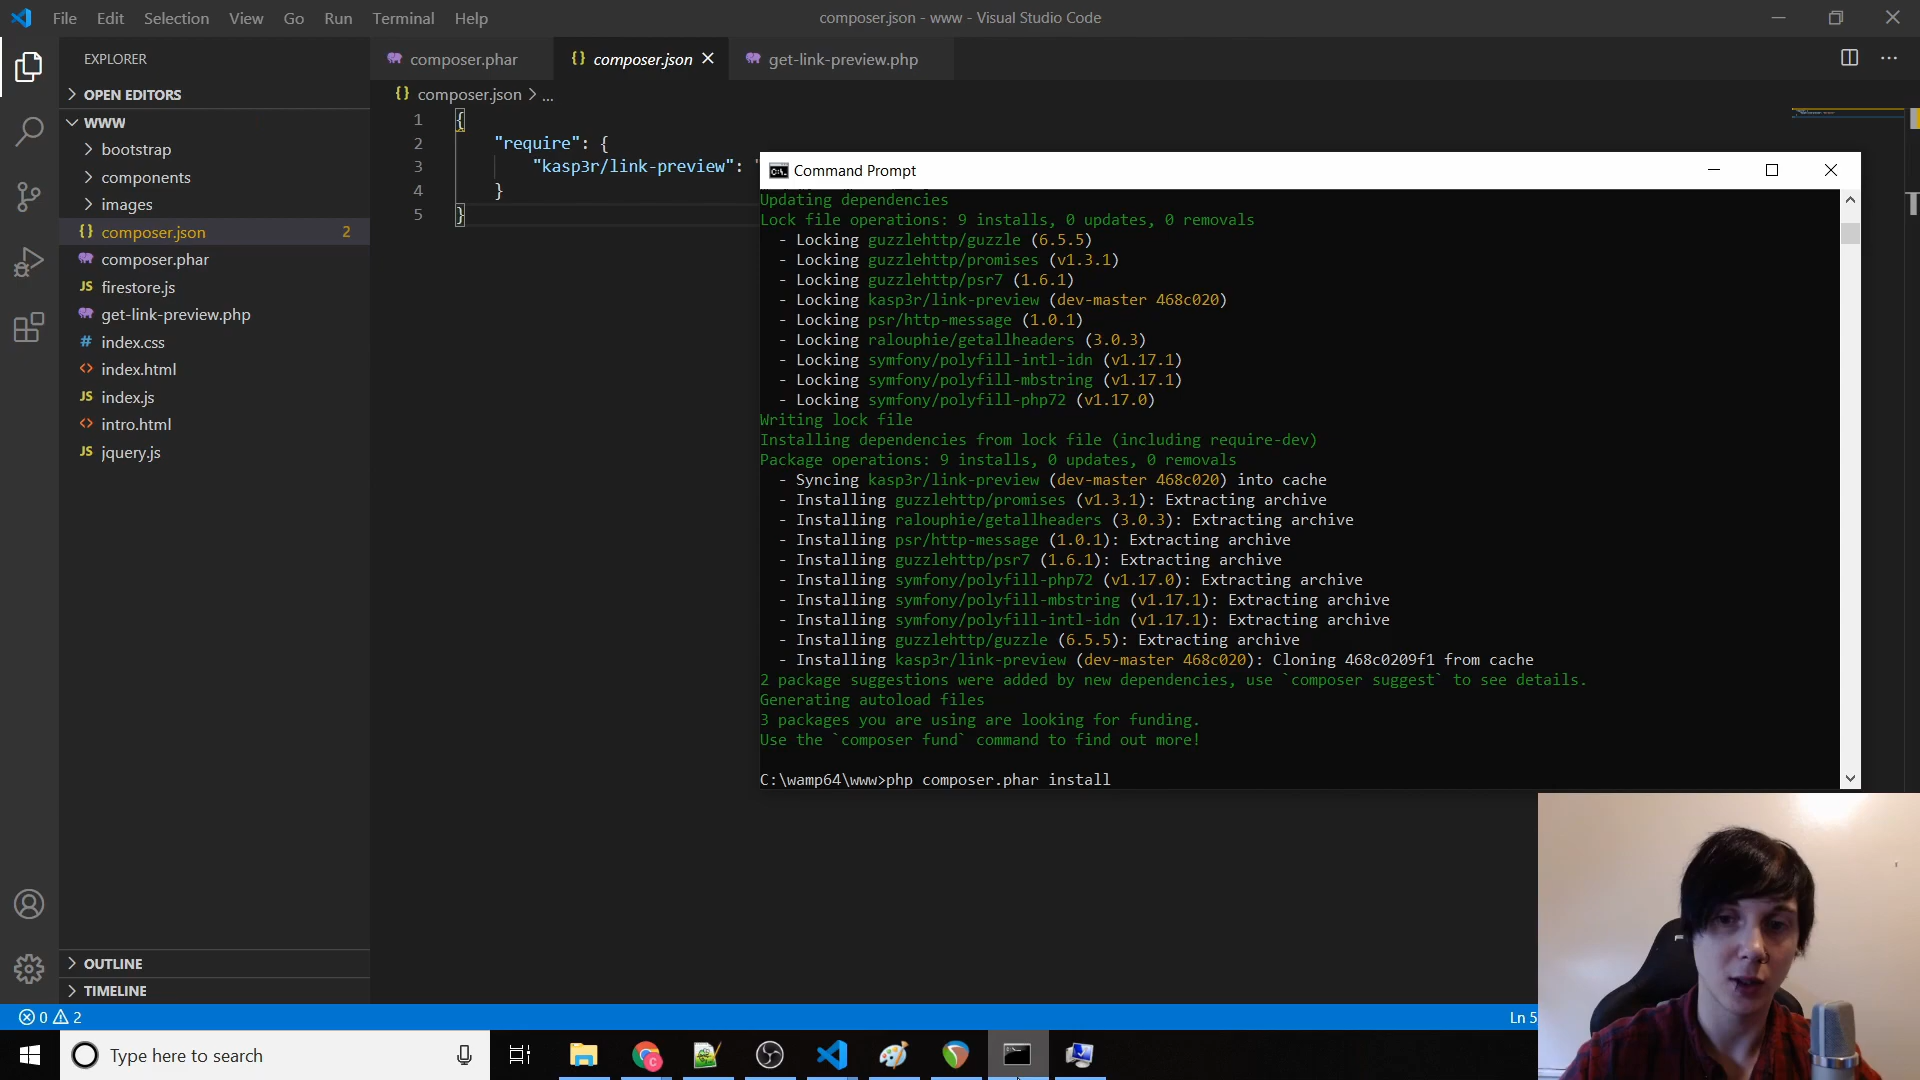 File Edit Selection View Go Run Terminal Help
composer.json - www - Visual Studio Code
EXPLORER
composer.phar
composer.json
get-link-preview.php
OPEN EDITORS
composer.json > ...
WWW
bootstrap
components
images
composer.json 2
composer.phar
firestore.js
get-link-preview.php
index.css
index.html
index.js
intro.html
jquery.js
OUTLINE
TIMELINE
1 {
2 "require": {
3 "kasp3r/link-preview": "
4 }
5 }
Command Prompt
Updating dependencies
Lock file operations: 9 installs, 0 updates, 0 removals
- Locking guzzlehttp/guzzle (6.5.5)
- Locking guzzlehttp/promises (v1.3.1)
- Locking guzzlehttp/psr7 (1.6.1)
- Locking kasp3r/link-preview (dev-master 468c020)
- Locking psr/http-message (1.0.1)
- Locking ralouphie/getallheaders (3.0.3)
- Locking symfony/polyfill-intl-idn (v1.17.1)
- Locking symfony/polyfill-mbstring (v1.17.1)
- Locking symfony/polyfill-php72 (v1.17.0)
Writing lock file
Installing dependencies from lock file (including require-dev)
Package operations: 9 installs, 0 updates, 0 removals
- Syncing kasp3r/link-preview (dev-master 468c020) into cache
- Installing guzzlehttp/promises (v1.3.1): Extracting archive
- Installing ralouphie/getallheaders (3.0.3): Extracting archive
- Installing psr/http-message (1.0.1): Extracting archive
- Installing guzzlehttp/psr7 (1.6.1): Extracting archive
- Installing symfony/polyfill-php72 (v1.17.0): Extracting archive
- Installing symfony/polyfill-mbstring (v1.17.1): Extracting archive
- Installing symfony/polyfill-intl-idn (v1.17.1): Extracting archive
- Installing guzzlehttp/guzzle (6.5.5): Extracting archive
- Installing kasp3r/link-preview (dev-master 468c020): Cloning 468c0209f1 from cache
2 package suggestions were added by new dependencies, use `composer suggest` to see details.
Generating autoload files
3 packages you are using are looking for funding.
Use the `composer fund` command to find out more!
C:\wamp64\www>php composer.phar install
0 2
Ln 5
Type here to search